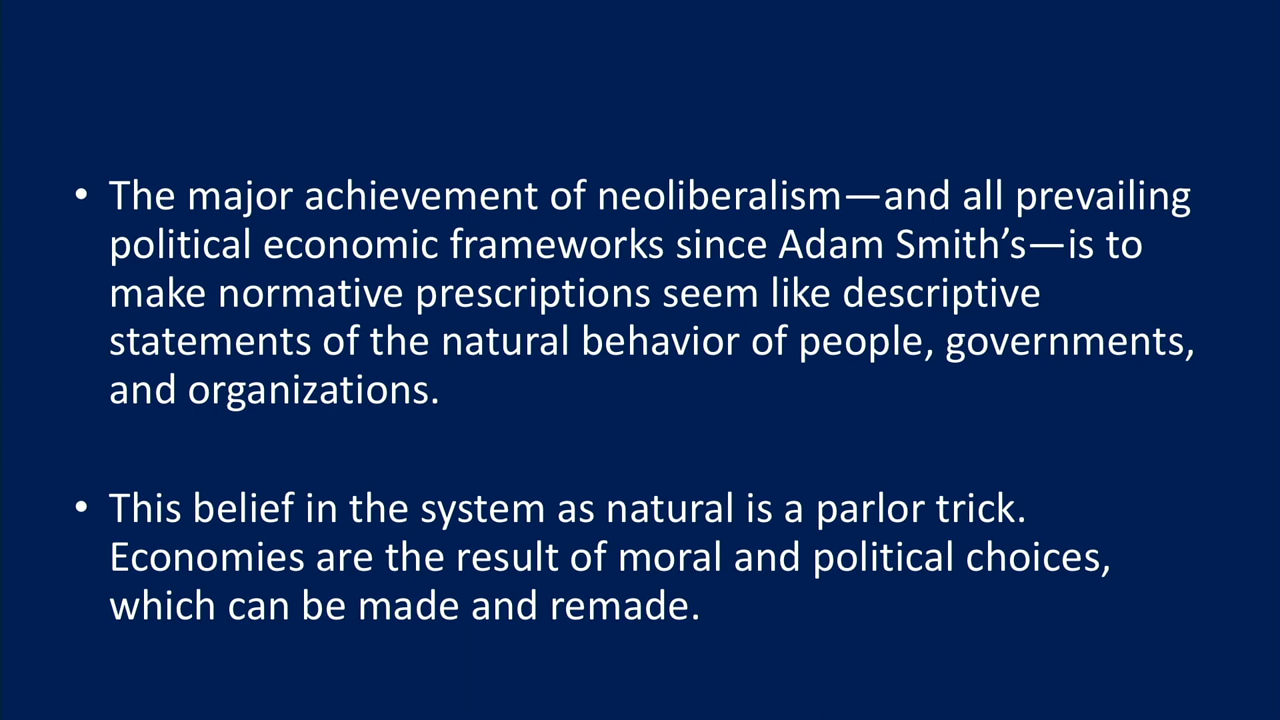 • The major achievement of neoliberalism—and all prevailing
political economic frameworks since Adam Smith’s—is to
make normative prescriptions seem like descriptive
statements of the natural behavior of people, governments,
and organizations.
• This belief in the system as natural is a parlor trick.
Economies are the result of moral and political choices,
which can be made and remade.